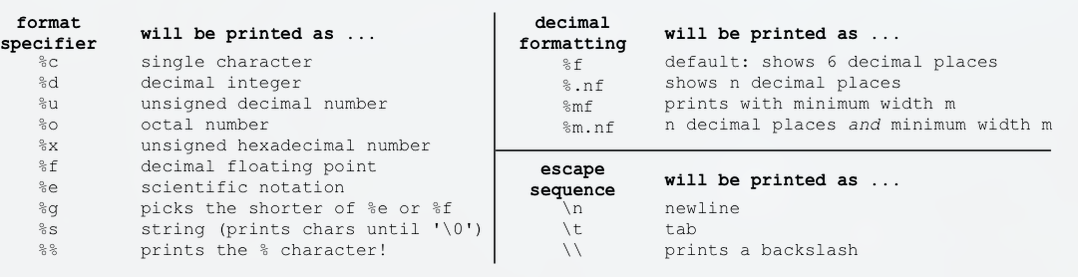 format
specifier will be printed as ...
%c single character
%d decimal integer
%u unsigned decimal number
%o octal number
%x unsigned hexadecimal number
%f decimal floating point
%e scientific notation
%g picks the shorter of %e or %f
%s string (prints chars until '\0')
%% prints the % character!
decimal
formatting will be printed as ...
%f default: shows 6 decimal places
%.nf shows n decimal places
%mf prints with minimum width m
%m.nf n decimal places and minimum width m
escape
sequence will be printed as ...
\n newline
\t tab
\\ prints a backslash